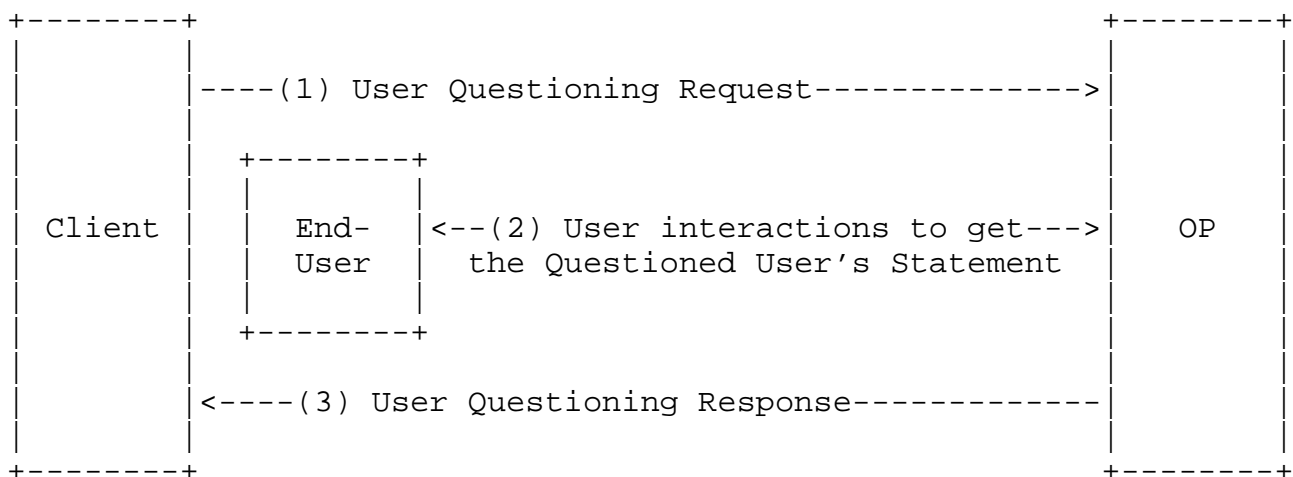 (1) User Questioning Request
Client
End-
User
(2) User interactions to get
the Questioned User's Statement
OP
(3) User Questioning Response